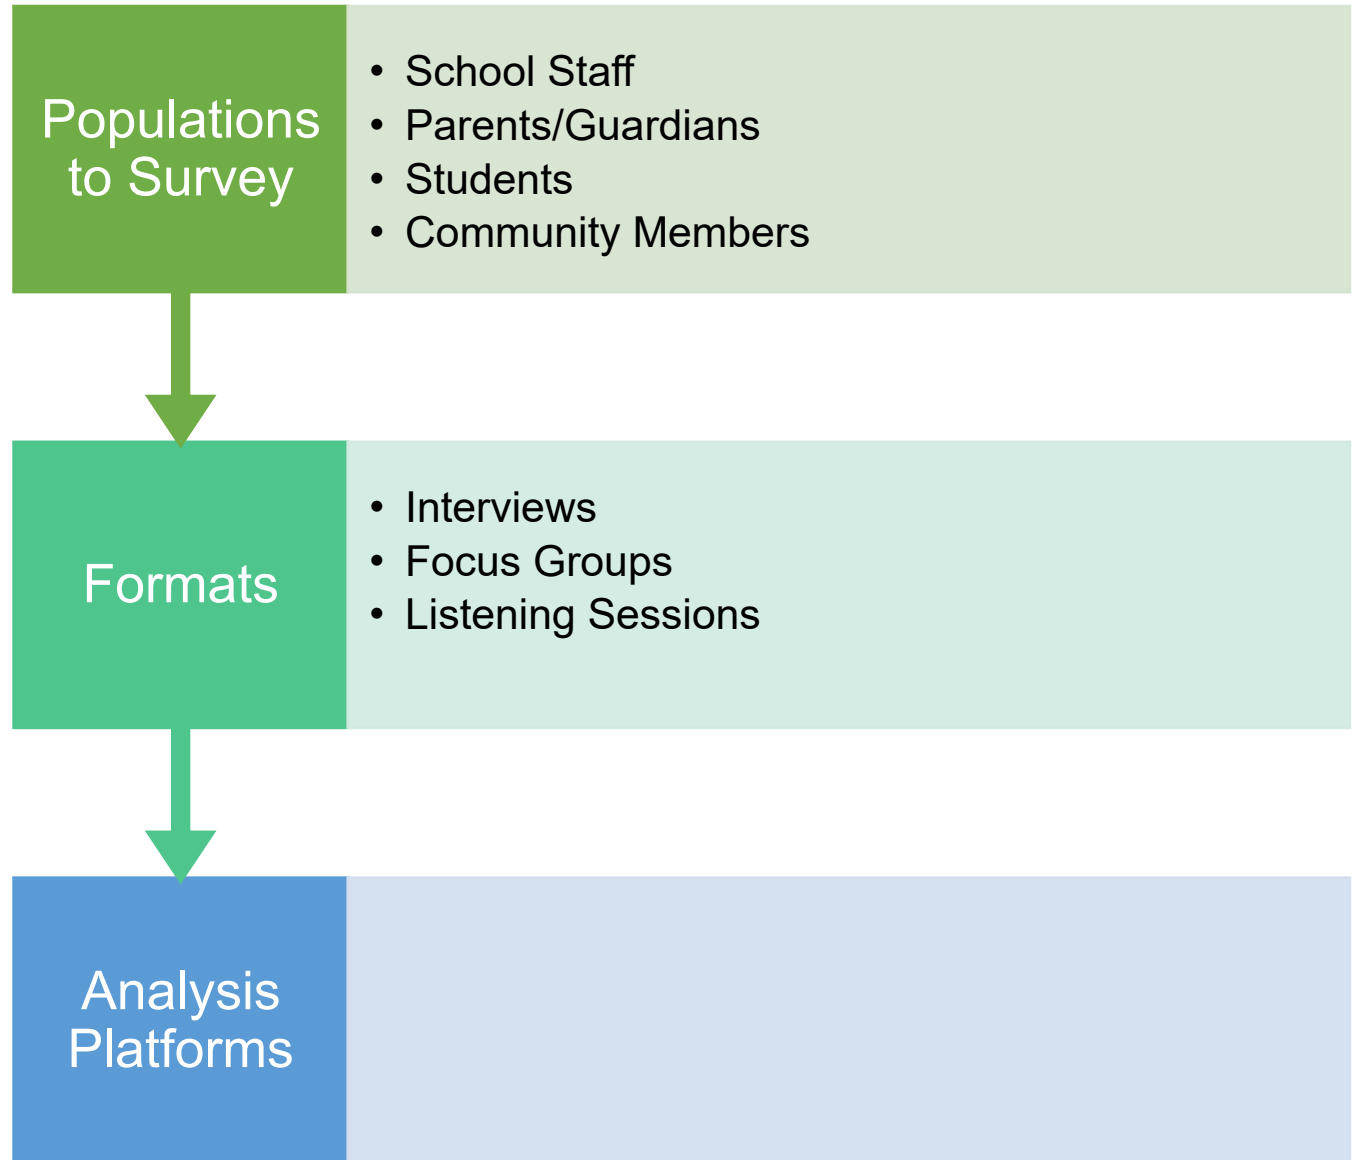 Populations
to Survey
• School Staff
• Parents/Guardians
• Students
• Community Members
Formats
• Interviews
• Focus Groups
• Listening Sessions
Analysis
Platforms